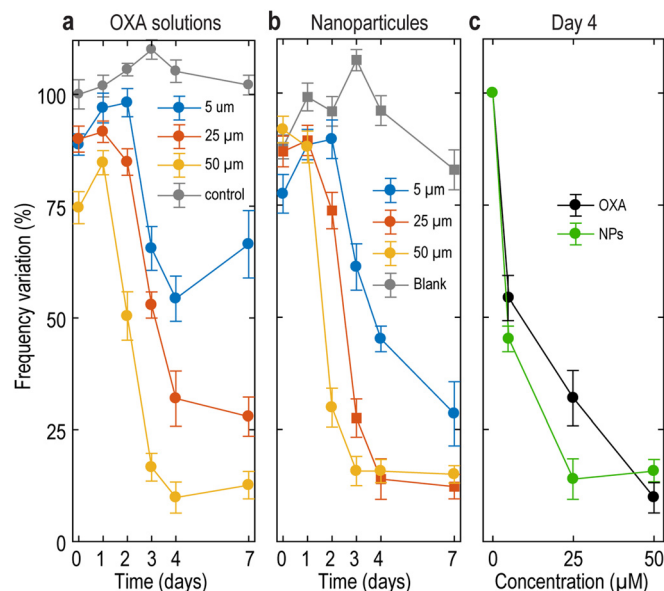 a OXA solutions
b Nanoparticules
c Day 4
Frequency variation (%)
100
75
50
25
0
5 um
25 µm
50 µm
control
0 1 2 3 4 7
Time (days)
5 µm
25 µm
50 µm
Blank
0 1 2 3 4 7
Time (days)
OXA
NPs
0 25 50
Concentration (µM)